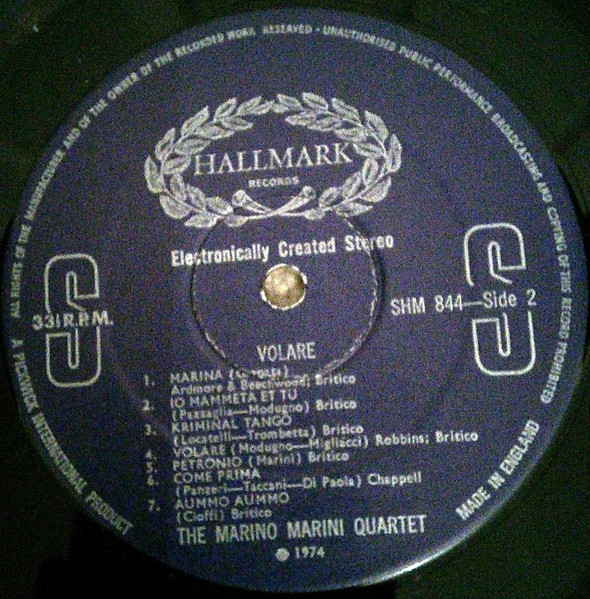 ALL RIGHTS OF THE MANUFACTURER AND OF THE OWNER OF THE RECORDED WORK RESERVED · UNAUTHORISED PUBLIC PERFORMANCE, BROADCASTING AND COPYING OF THIS RECORD PROHIBITED
HALLMARK
RECORDS
Electronically Created Stereo
S
S
33⅓ R.P.M.
SHM 844—Side 2
VOLARE
1. MARINA
Ardmore & Beechwood; Britico
2. IO MAMMETA ET TU
(Pazzaglia—Modugno) Britico
3. KRIMINAL TANGO
(Locatelli—Trombetta) Britico
4. VOLARE (Modugno—Migliacci) Robbins; Britico
5. PETRONIO (Marini) Britico
6. COME PRIMA
(Panzeri—Taccani—Di Paola) Chappell
7. AUMMO AUMMO
(Cioffi) Britico
THE MARINO MARINI QUARTET
℗ 1974
A PICKWICK INTERNATIONAL PRODUCT
MADE IN ENGLAND